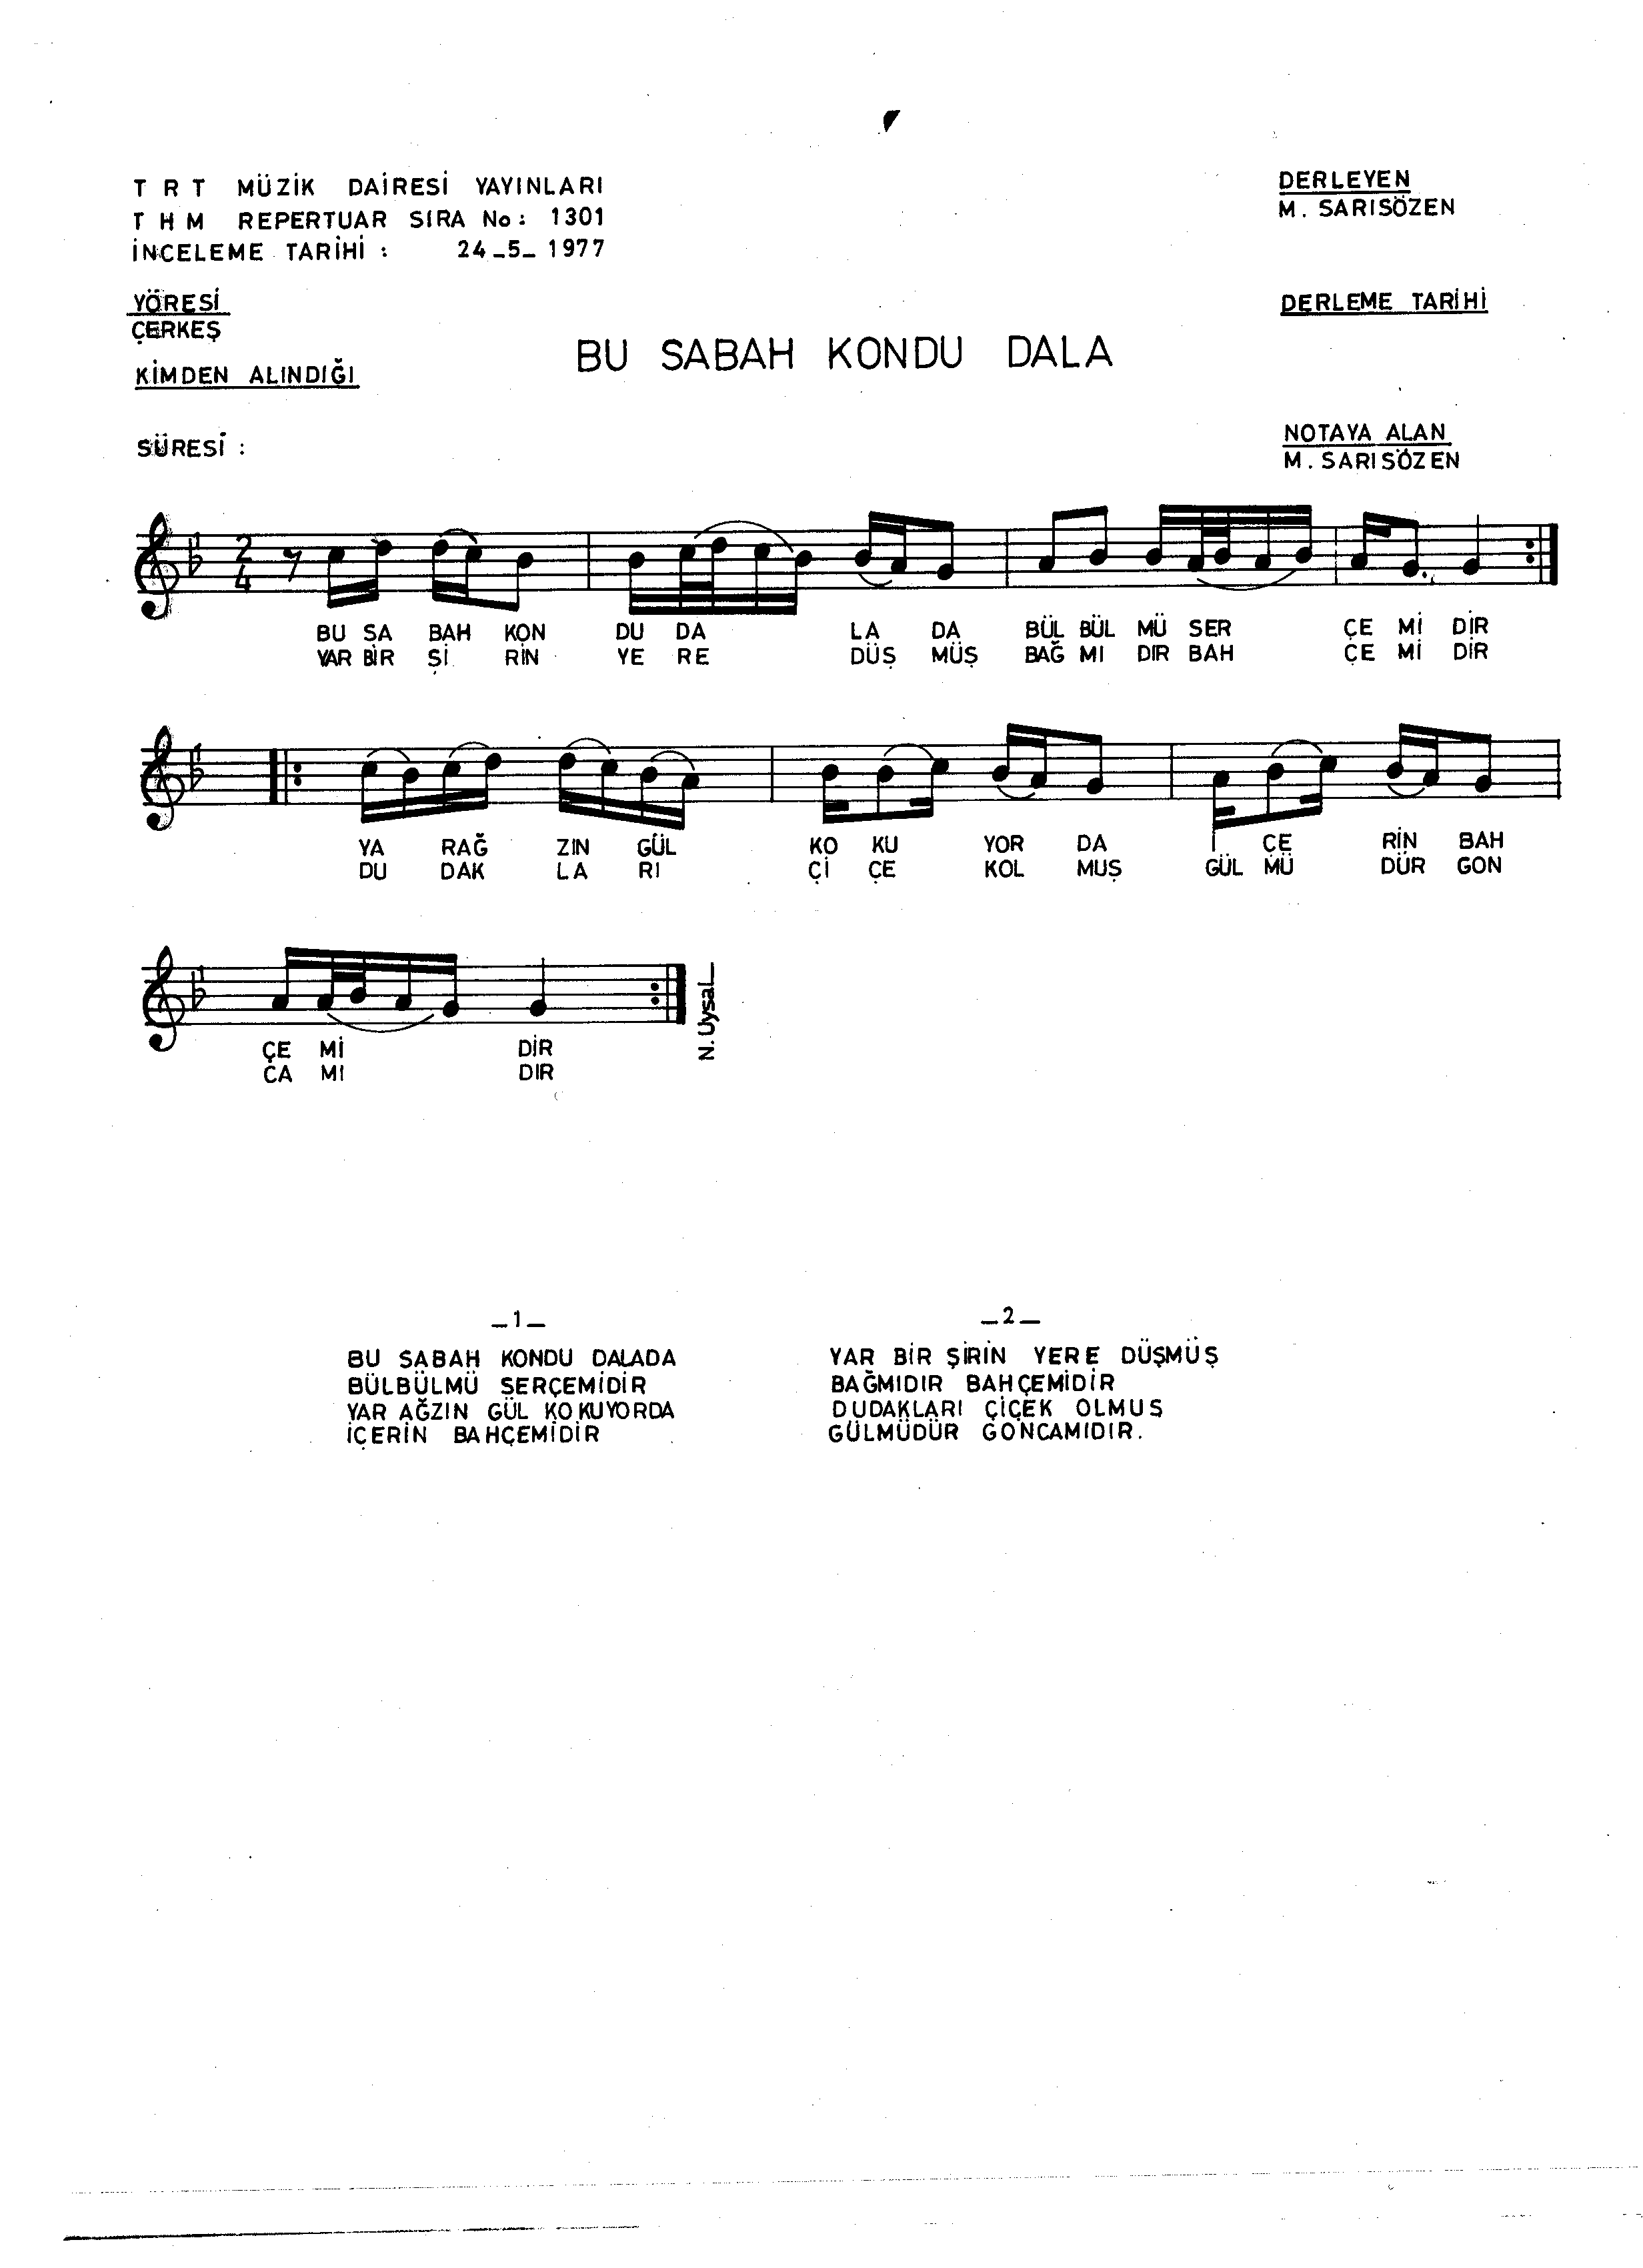 T R T MÜZİK DAİRESİ YAYINLARI
T H M REPERTUAR SIRA No: 1301
İNCELEME TARİHİ : 24_5_1977
DERLEYEN
M. SARISÖZEN
YÖRESİ
ÇERKEŞ
DERLEME TARİHİ
KİMDEN ALINDIĞI
BU SABAH KONDU DALA
SÜRESİ :
NOTAYA ALAN
M. SARISÖZEN
2
4
BU SA BAH KON DU DA LA DA BÜL BÜL MÜ SER ÇE Mİ DİR
YAR BİR Şİ RİN YE RE DÜŞ MÜŞ BAĞ MI DIR BAH ÇE Mİ DİR
YA RAĞ ZIN GÜL KO KU YOR DA İ ÇE RİN BAH
DU DAK LA RI Çİ ÇE KOL MUŞ GÜL MÜ DÜR GON
ÇE Mİ DİR
CA MI DIR
N. Uysal
_1_
BU SABAH KONDU DALADA
BÜLBÜLMÜ SERÇEMİDİR
YAR AĞZIN GÜL KOKUYORDA
İÇERİN BAHÇEMİDİR
_2_
YAR BİR ŞİRİN YERE DÜŞMÜŞ
BAĞMIDIR BAHÇEMİDİR
DUDAKLARI ÇİÇEK OLMUŞ
GÜLMÜDÜR GONCAMIDIR.